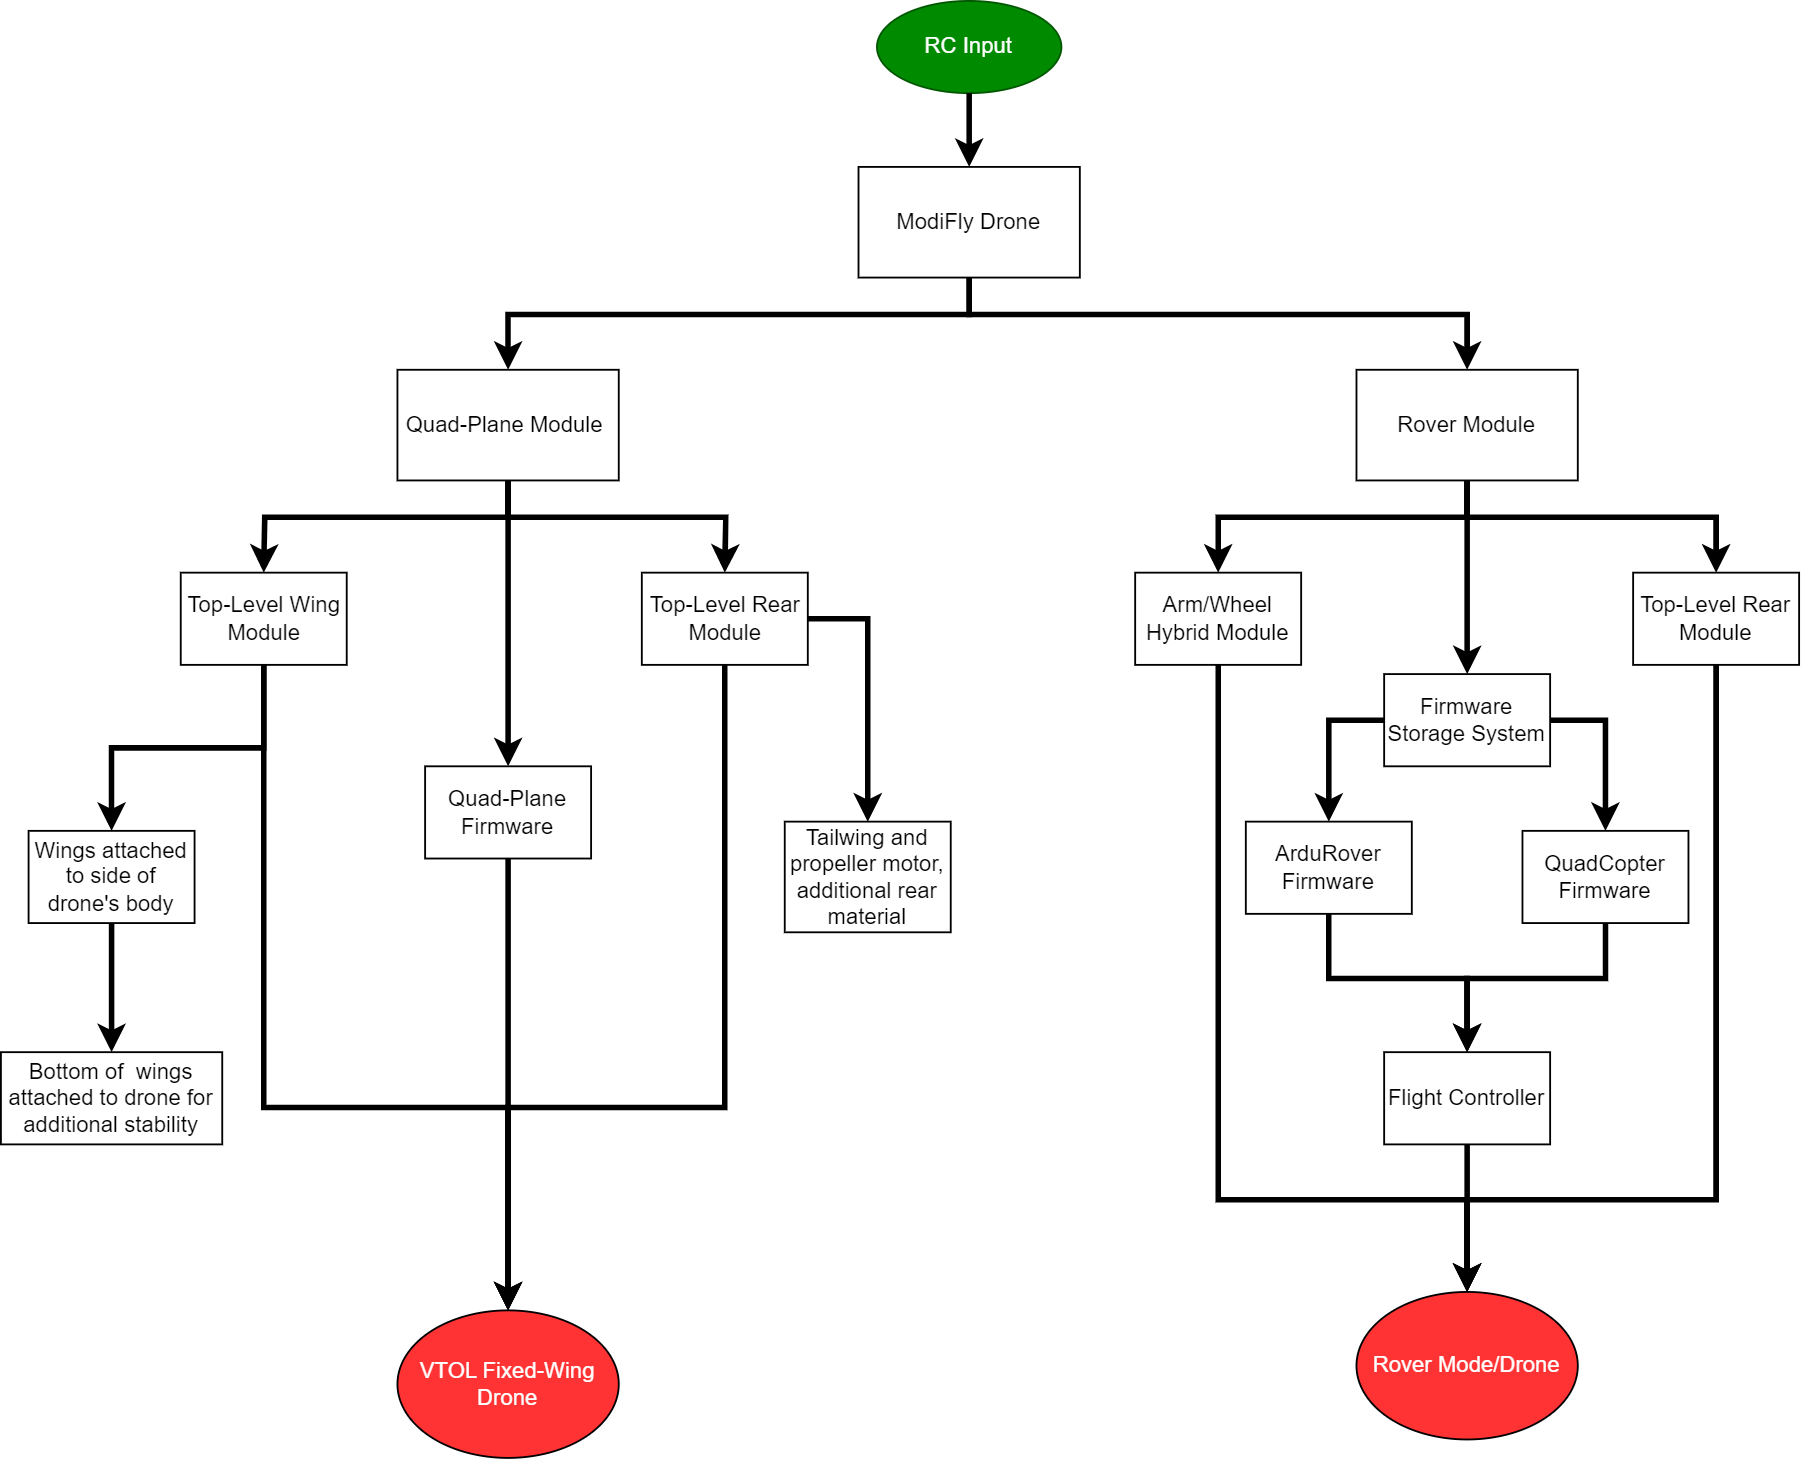 RC Input
ModiFly Drone
Quad-Plane Module
Rover Module
Top-Level Wing
Module
Top-Level Rear
Module
Arm/Wheel
Hybrid Module
Top-Level Rear
Module
Firmware
Storage System
Quad-Plane
Firmware
Wings attached
to side of
drone's body
Tailwing and
propeller motor,
additional rear
material
ArduRover
Firmware
QuadCopter
Firmware
Bottom of  wings
attached to drone for
additional stability
Flight Controller
VTOL Fixed-Wing
Drone
Rover Mode/Drone